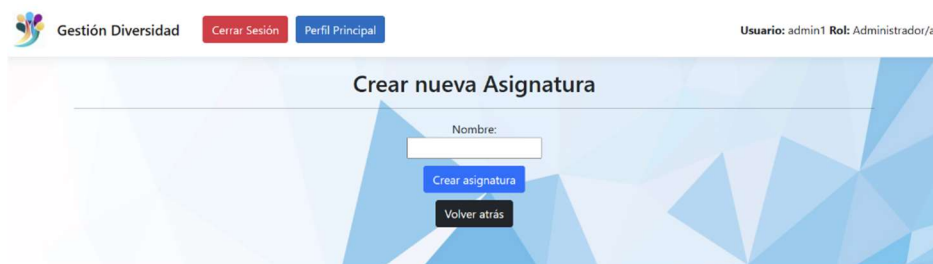 Gestión Diversidad Cerrar Sesión Perfil Principal Usuario: admin1 Rol: Administrador/a
Crear nueva Asignatura
Nombre:
Crear asignatura
Volver atrás